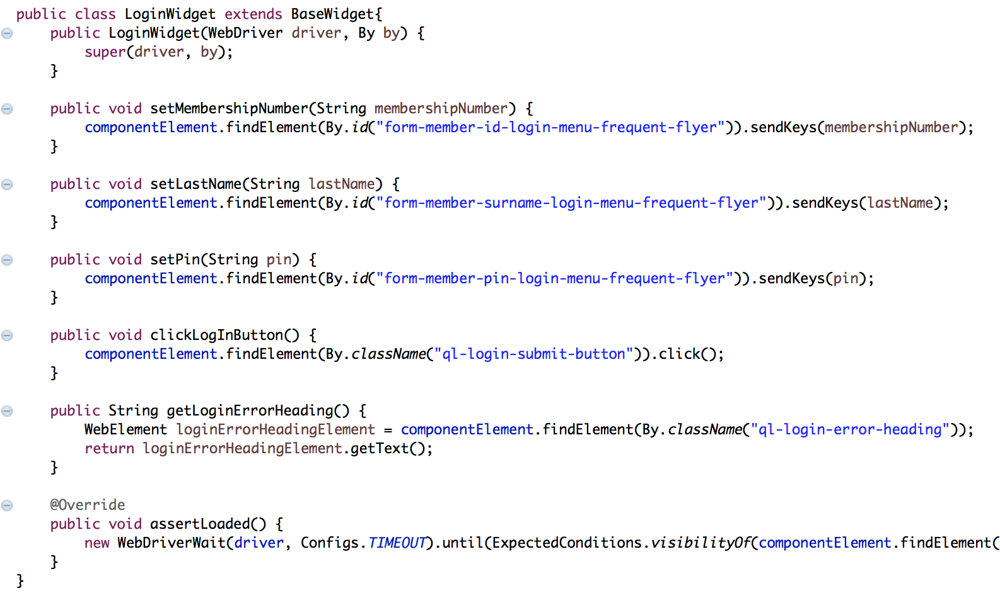 public class LoginWidget extends BaseWidget{
    public LoginWidget(WebDriver driver, By by) {
        super(driver, by);
    }

    public void setMembershipNumber(String membershipNumber) {
        componentElement.findElement(By.id("form-member-id-login-menu-frequent-flyer")).sendKeys(membershipNumber);
    }

    public void setLastName(String lastName) {
        componentElement.findElement(By.id("form-member-surname-login-menu-frequent-flyer")).sendKeys(lastName);
    }

    public void setPin(String pin) {
        componentElement.findElement(By.id("form-member-pin-login-menu-frequent-flyer")).sendKeys(pin);
    }

    public void clickLogInButton() {
        componentElement.findElement(By.className("ql-login-submit-button")).click();
    }

    public String getLoginErrorHeading() {
        WebElement loginErrorHeadingElement = componentElement.findElement(By.className("ql-login-error-heading"));
        return loginErrorHeadingElement.getText();
    }

    @Override
    public void assertLoaded() {
        new WebDriverWait(driver, Configs.TIMEOUT).until(ExpectedConditions.visibilityOf(componentElement.findElement(
    }
}